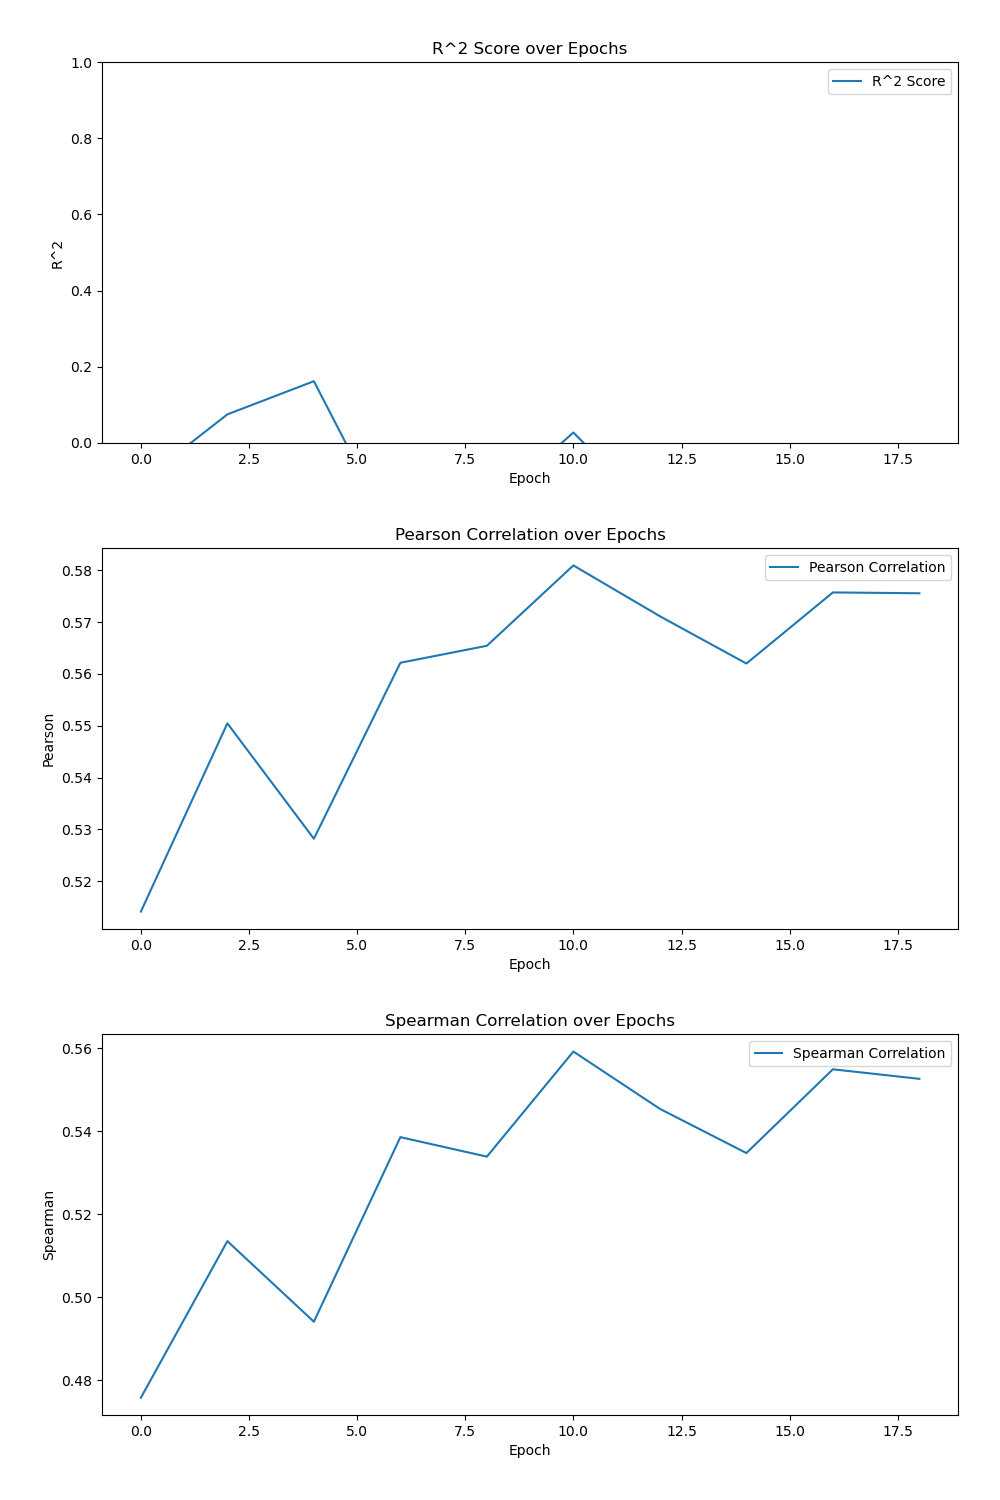 R^2 Score over Epochs
1.0
R^2 Score
0.8
0.6
R^2
0.4
0.2
0.0
0.0 2.5 5.0 7.5 10.0 12.5 15.0 17.5
Epoch
Pearson Correlation over Epochs
0.58
Pearson Correlation
0.57
0.56
0.55
Pearson
0.54
0.53
0.52
0.0 2.5 5.0 7.5 10.0 12.5 15.0 17.5
Epoch
Spearman Correlation over Epochs
0.56
Spearman Correlation
0.54
0.52
Spearman
0.50
0.48
0.0 2.5 5.0 7.5 10.0 12.5 15.0 17.5
Epoch